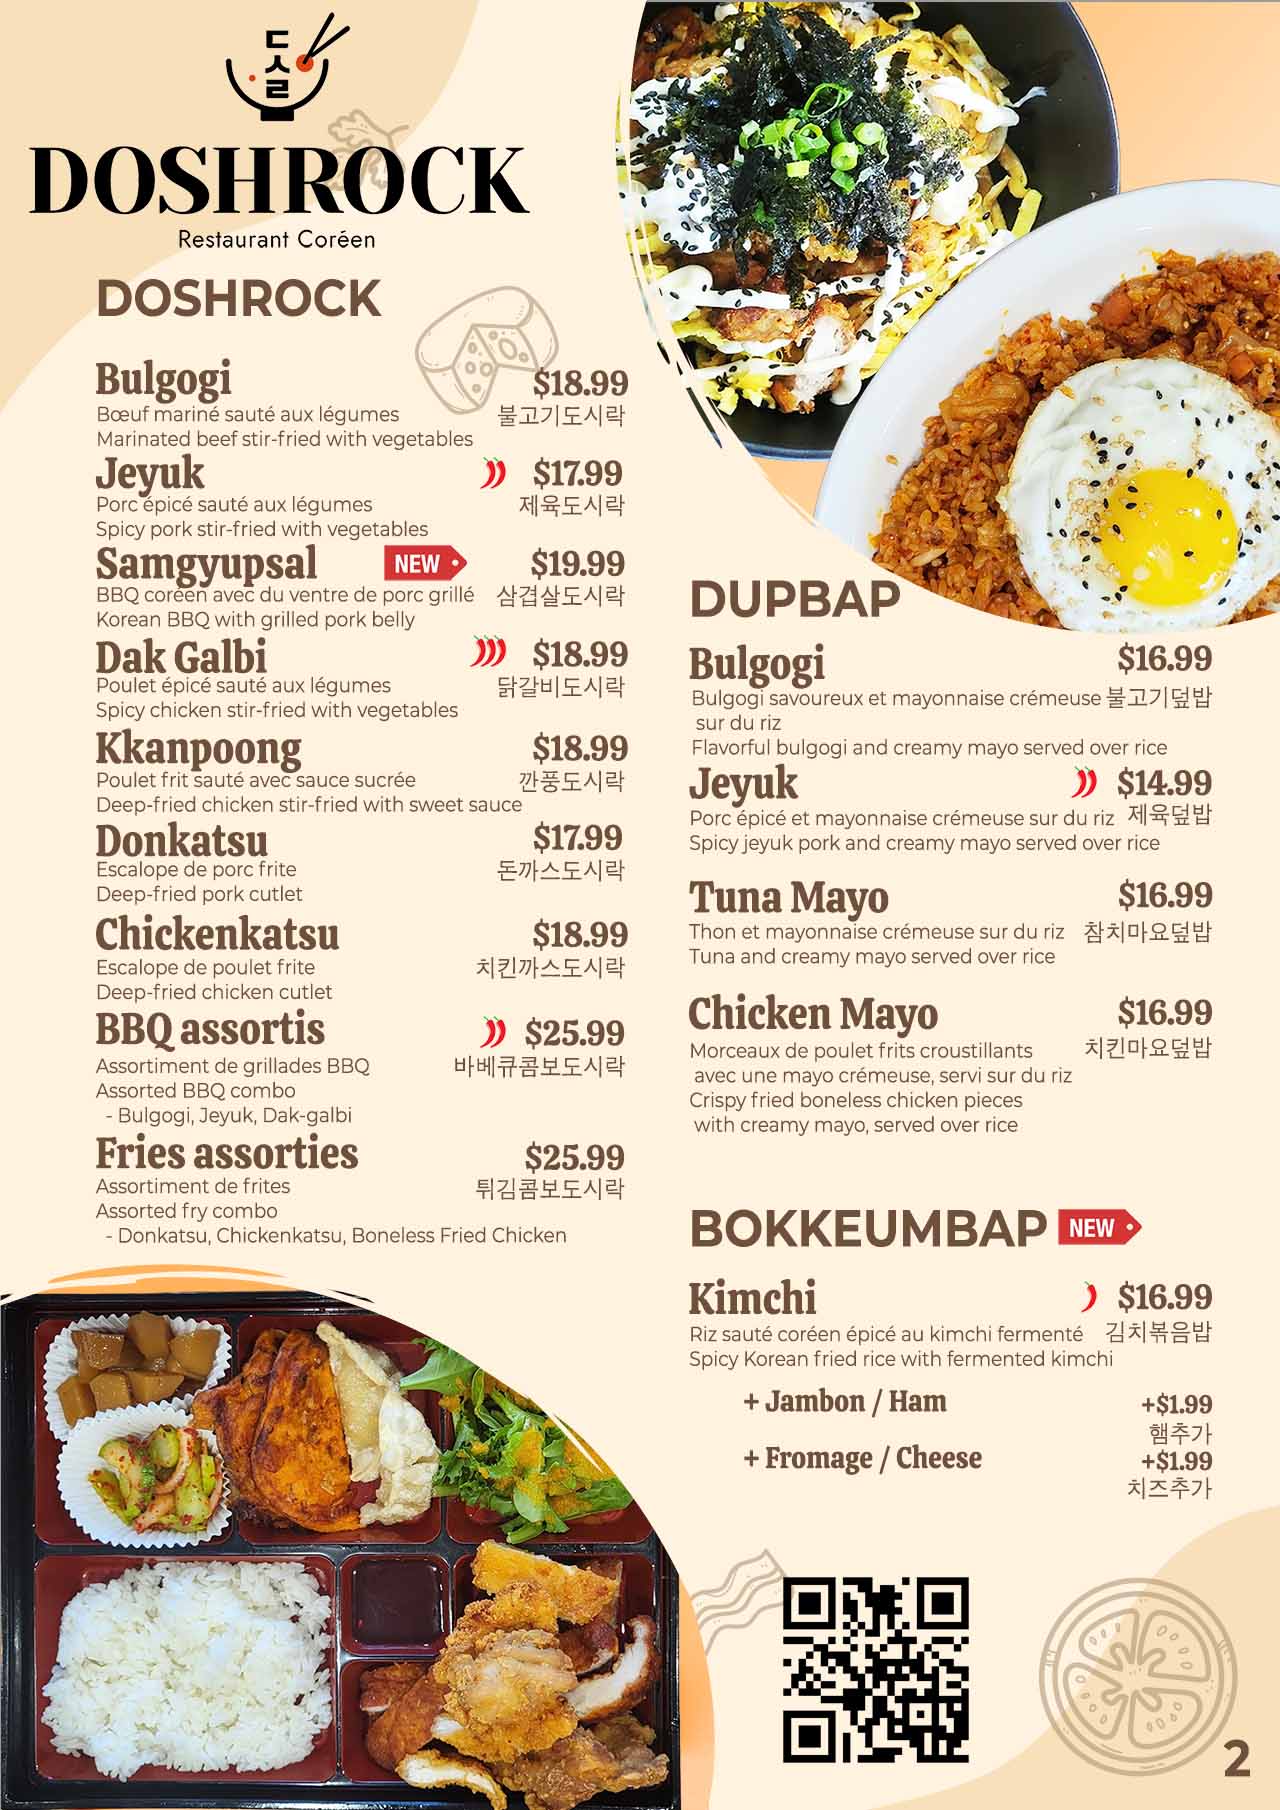 도
슬
DOSHROCK
Restaurant Coréen
DOSHROCK
Bulgogi $18.99
Bœuf mariné sauté aux légumes 불고기도시락
Marinated beef stir-fried with vegetables
Jeyuk $17.99
Porc épicé sauté aux légumes 제육도시락
Spicy pork stir-fried with vegetables
Samgyupsal NEW $19.99
BBQ coréen avec du ventre de porc grillé 삼겹살도시락
Korean BBQ with grilled pork belly
Dak Galbi $18.99
Poulet épicé sauté aux légumes 닭갈비도시락
Spicy chicken stir-fried with vegetables
Kkanpoong $18.99
Poulet frit sauté avec sauce sucrée 깐풍도시락
Deep-fried chicken stir-fried with sweet sauce
Donkatsu $17.99
Escalope de porc frite 돈까스도시락
Deep-fried pork cutlet
Chickenkatsu $18.99
Escalope de poulet frite 치킨까스도시락
Deep-fried chicken cutlet
BBQ assortis $25.99
Assortiment de grillades BBQ 바베큐콤보도시락
Assorted BBQ combo
- Bulgogi, Jeyuk, Dak-galbi
Fries assorties $25.99
Assortiment de frites 튀김콤보도시락
Assorted fry combo
- Donkatsu, Chickenkatsu, Boneless Fried Chicken
DUPBAP
Bulgogi $16.99
Bulgogi savoureux et mayonnaise crémeuse 불고기덮밥
sur du riz
Flavorful bulgogi and creamy mayo served over rice
Jeyuk $14.99
Porc épicé et mayonnaise crémeuse sur du riz 제육덮밥
Spicy jeyuk pork and creamy mayo served over rice
Tuna Mayo $16.99
Thon et mayonnaise crémeuse sur du riz 참치마요덮밥
Tuna and creamy mayo served over rice
Chicken Mayo $16.99
Morceaux de poulet frits croustillants 치킨마요덮밥
avec une mayo crémeuse, servi sur du riz
Crispy fried boneless chicken pieces
with creamy mayo, served over rice
BOKKEUMBAP NEW
Kimchi $16.99
Riz sauté coréen épicé au kimchi fermenté 김치볶음밥
Spicy Korean fried rice with fermented kimchi
+ Jambon / Ham +$1.99
햄추가
+ Fromage / Cheese +$1.99
치즈추가
2